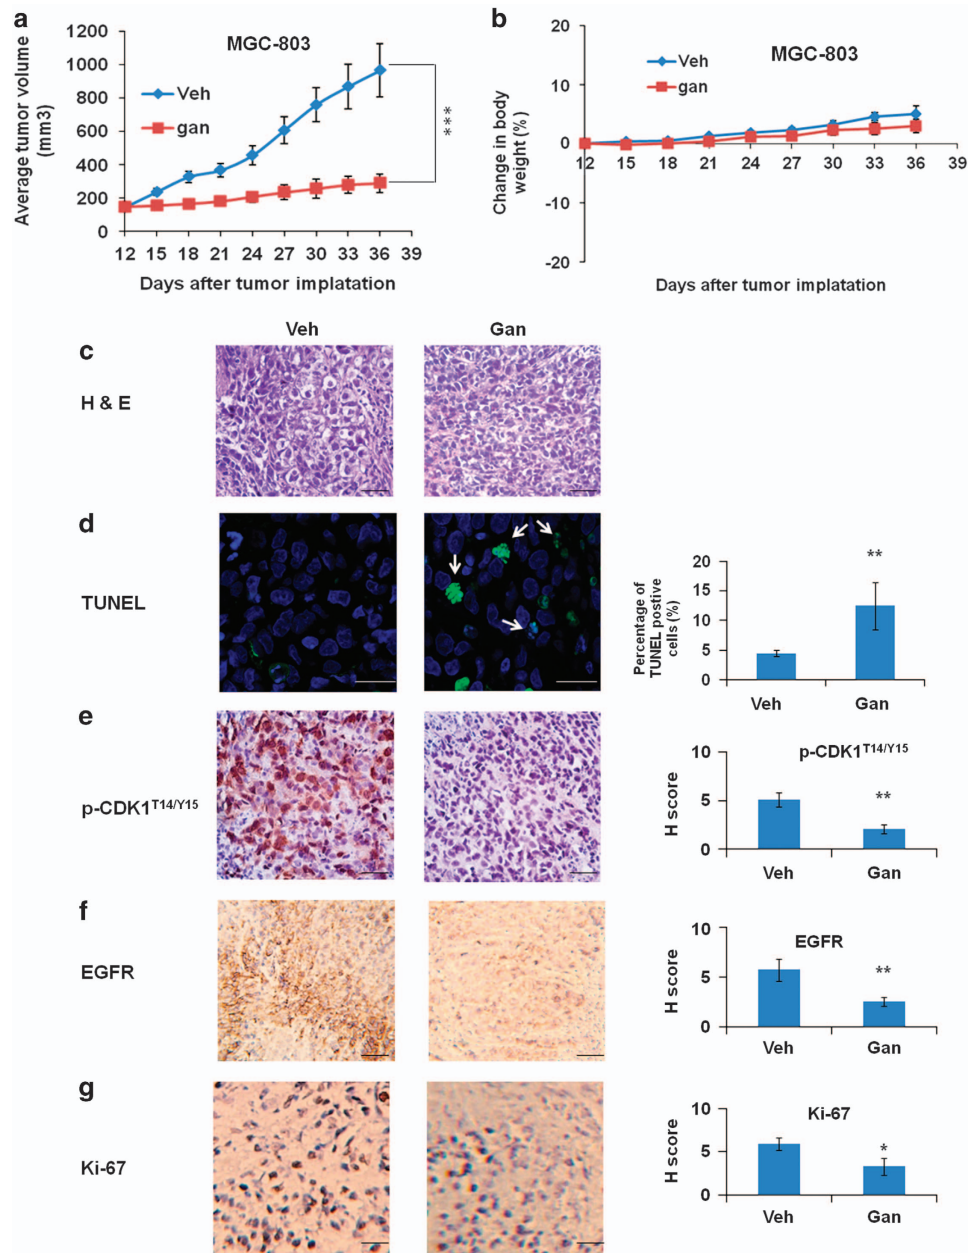 a
1200
1000
800
600
400
200
0
Average tumor volume
(mm3)
MGC-803
Veh
gan
***
12 15 18 21 24 27 30 33 36 39
Days after tumor implatation
b
20
10
0
-10
-20
Change in body
weight (%)
MGC-803
Veh
gan
12 15 18 21 24 27 30 33 36 39
Days after tumor implatation
Veh Gan
c
H & E
d
TUNEL
20
15
10
5
0
Percentage of
TUNEL postive
cells (%)
**
Veh Gan
e
p-CDK1T14/Y15
10
5
0
H score
p-CDK1T14/Y15
**
Veh Gan
f
EGFR
10
5
0
H score
EGFR
**
Veh Gan
g
Ki-67
10
5
0
H score
Ki-67
*
Veh Gan